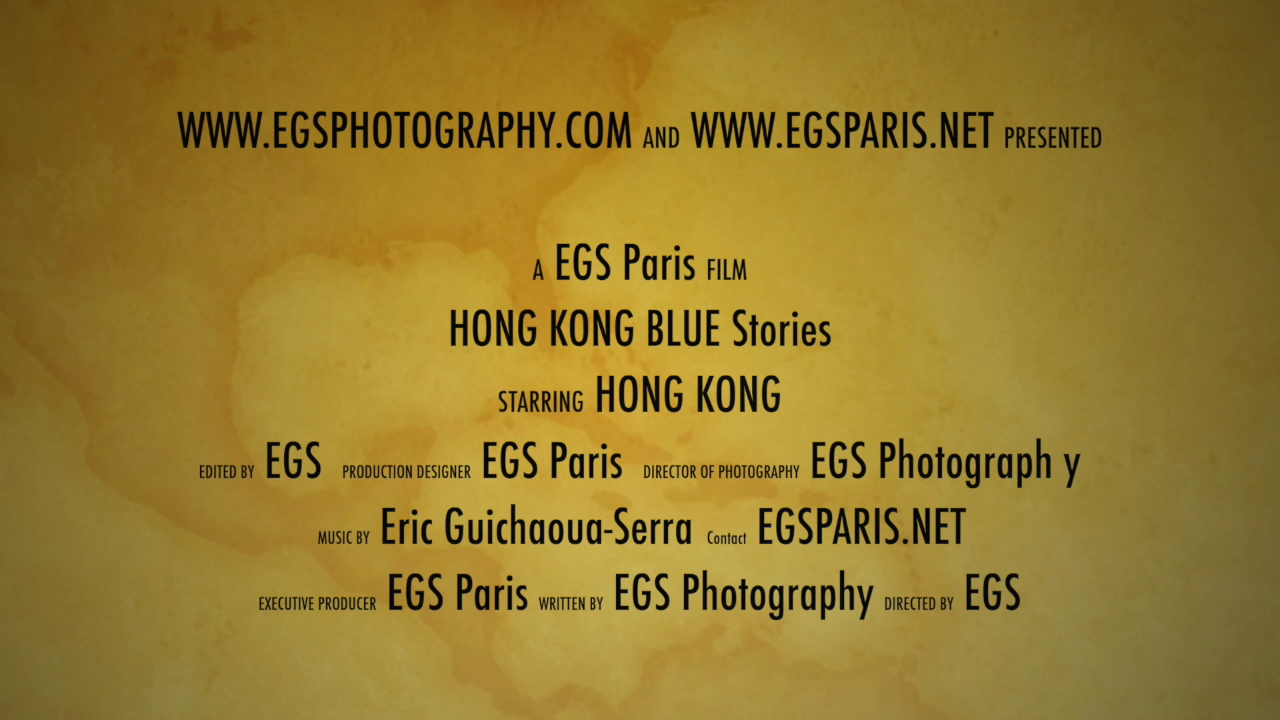 WWW.EGSPHOTOGRAPHY.COM AND WWW.EGSPARIS.NET PRESENTED
A EGS Paris FILM
HONG KONG BLUE Stories
STARRING HONG KONG
EDITED BY EGS PRODUCTION DESIGNER EGS Paris DIRECTOR OF PHOTOGRAPHY EGS Photograph y
MUSIC BY Eric Guichaoua-Serra Contact EGSPARIS.NET
EXECUTIVE PRODUCER EGS Paris WRITTEN BY EGS Photography DIRECTED BY EGS